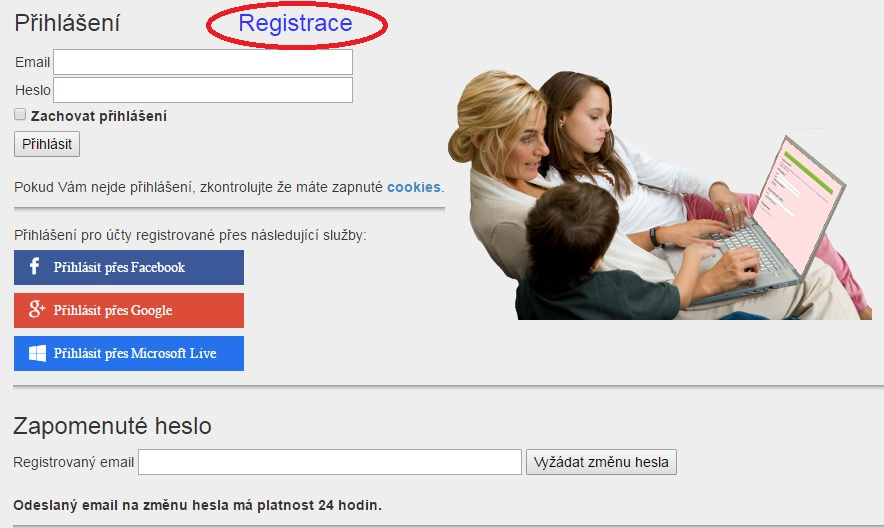 Přihlášení Registrace
Email
Heslo
Zachovat přihlášení
Přihlásit
Pokud Vám nejde přihlášení, zkontrolujte že máte zapnuté cookies.
Přihlášení pro účty registrované přes následující služby:
Přihlásit přes Facebook
Přihlásit přes Google
Přihlásit přes Microsoft Live
Zapomenuté heslo
Registrovaný email Vyžádat změnu hesla
Odeslaný email na změnu hesla má platnost 24 hodin.